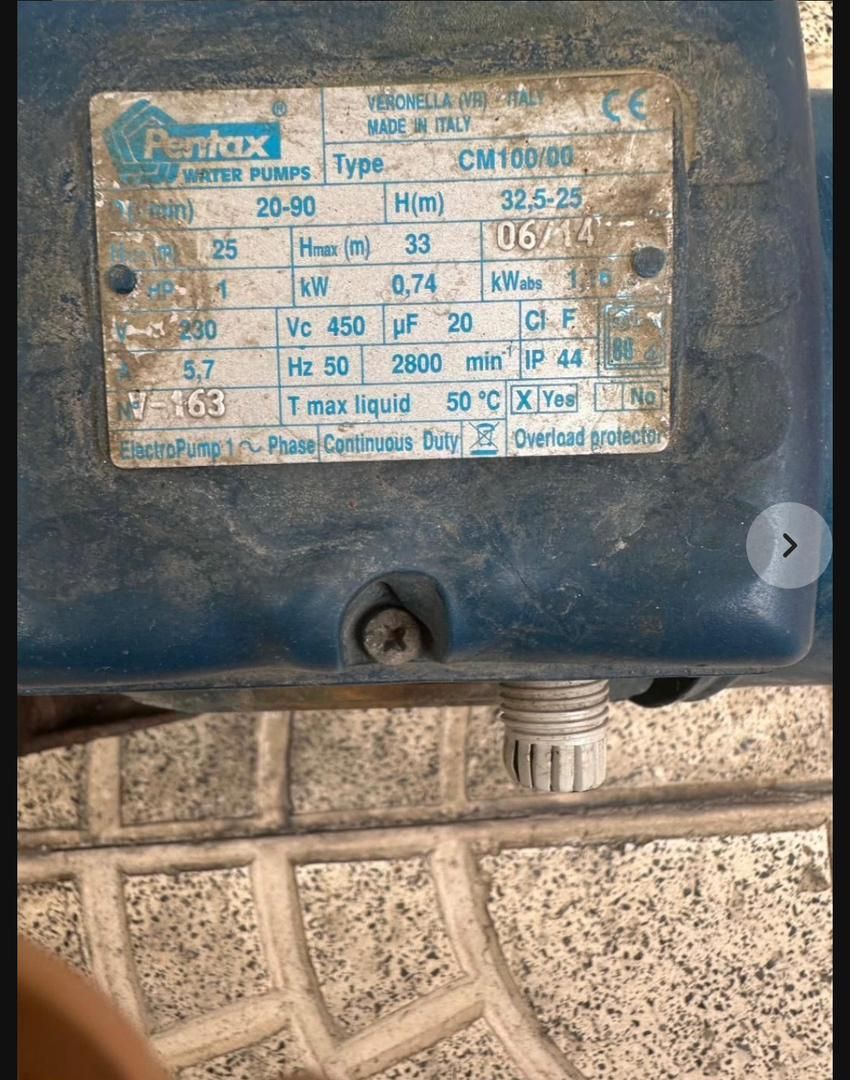 Pentax ®
WATER PUMPS
VERONELLA (VR) - ITALY
MADE IN ITALY
CE
Type CM100/00
min) 20-90 H(m) 32,5-25
(m) 25 Hmax (m) 33 06/14
HP 1 kW 0,74 kWabs
V 230 Vc 450 µF 20 Cl F
5,7 Hz 50 2800 min-1 IP 44
N° V-163 T max liquid 50 °C X Yes No
ElectroPump 1 ~ Phase Continuous Duty Overload protector